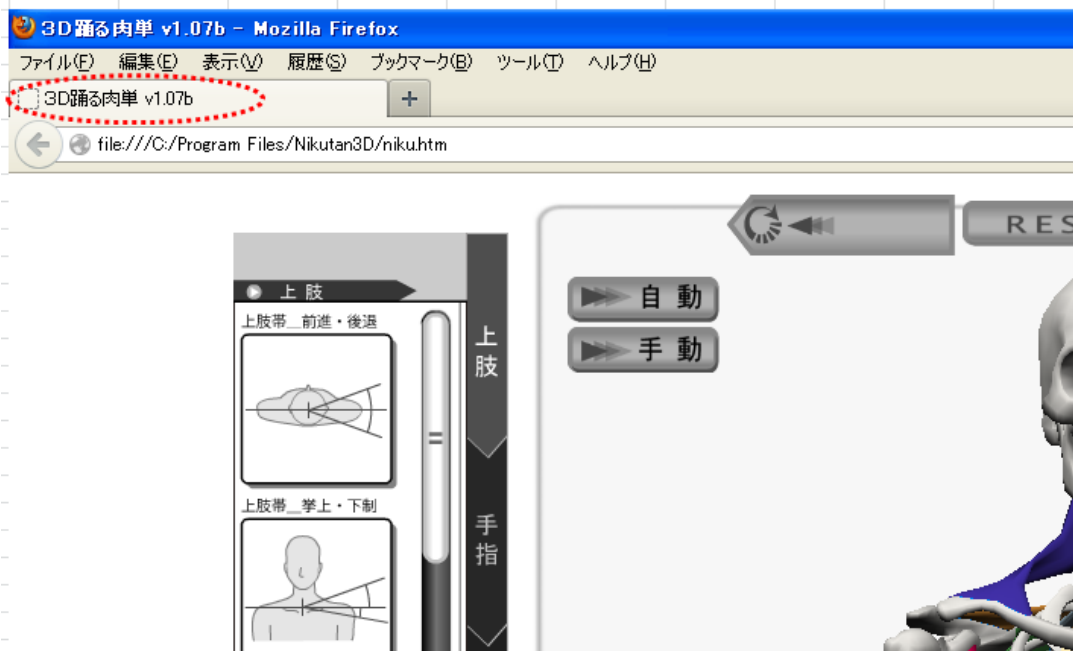 3D踊る肉単 v1.07b - Mozilla Firefox
ファイル(F) 編集(E) 表示(V) 履歴(S) ブックマーク(B) ツール(T) ヘルプ(H)
3D踊る肉単 v1.07b
+
file:///C:/Program Files/Nikutan3D/niku.htm
RES
上肢
上肢帯__前進・後退
上肢
自動
手動
上肢帯__挙上・下制
手指